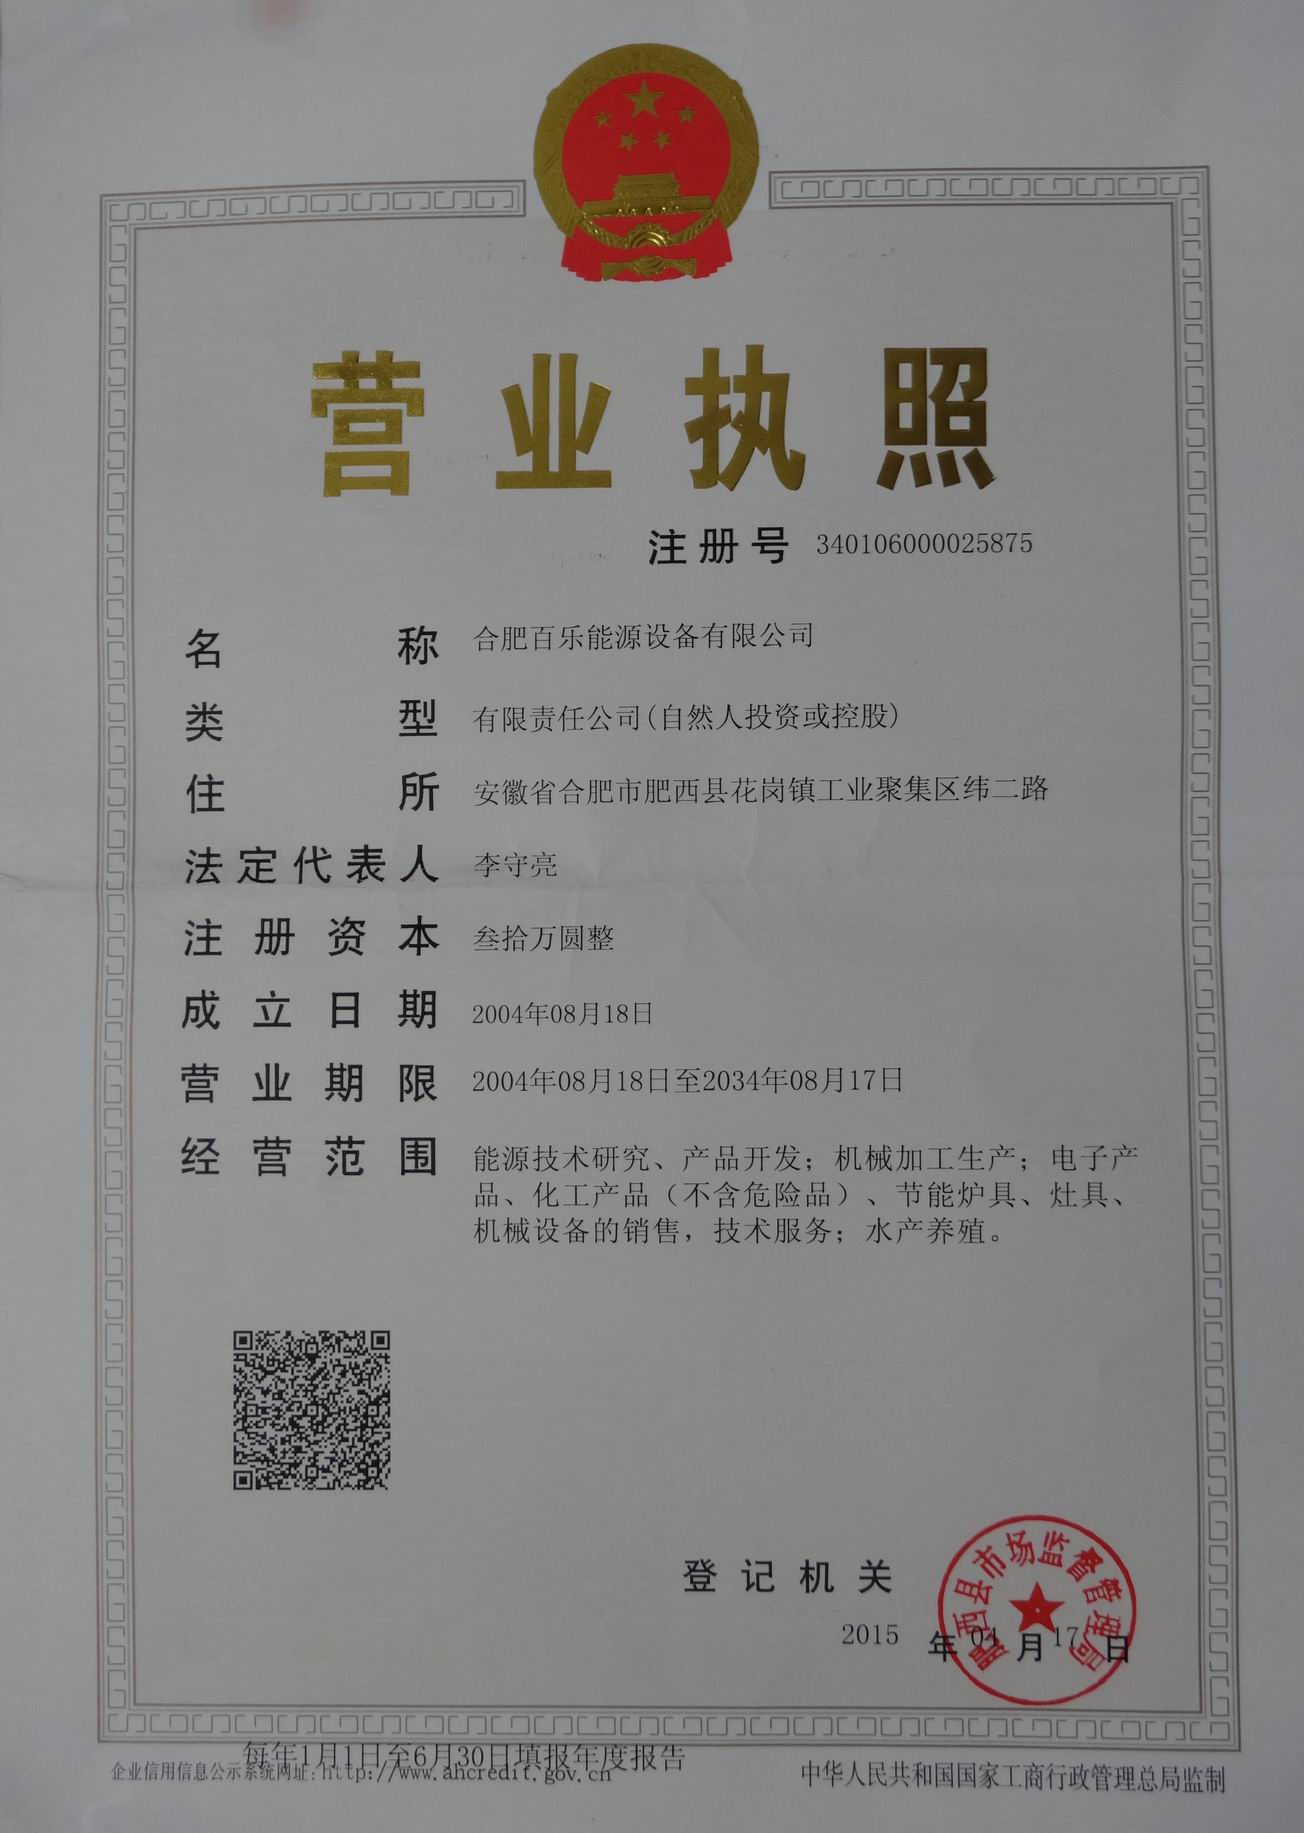 营业执照
注册号 340106000025875
名称 合肥百乐能源设备有限公司
类型 有限责任公司(自然人投资或控股)
住所 安徽省合肥市肥西县花岗镇工业聚集区纬二路
法定代表人 李守亮
注册资本 叁拾万圆整
成立日期 2004年08月18日
营业期限 2004年08月18日至2034年08月17日
经营范围 能源技术研究、产品开发；机械加工生产；电子产
品、化工产品（不含危险品）、节能炉具、灶具、
机械设备的销售，技术服务；水产养殖。
登记机关
肥西县市场监督管理局
2015 年 04 月 17 日
每年1月1日至6月30日填报年度报告
企业信用信息公示系统网址: http://www.ahcredit.gov.cn
中华人民共和国国家工商行政管理总局监制